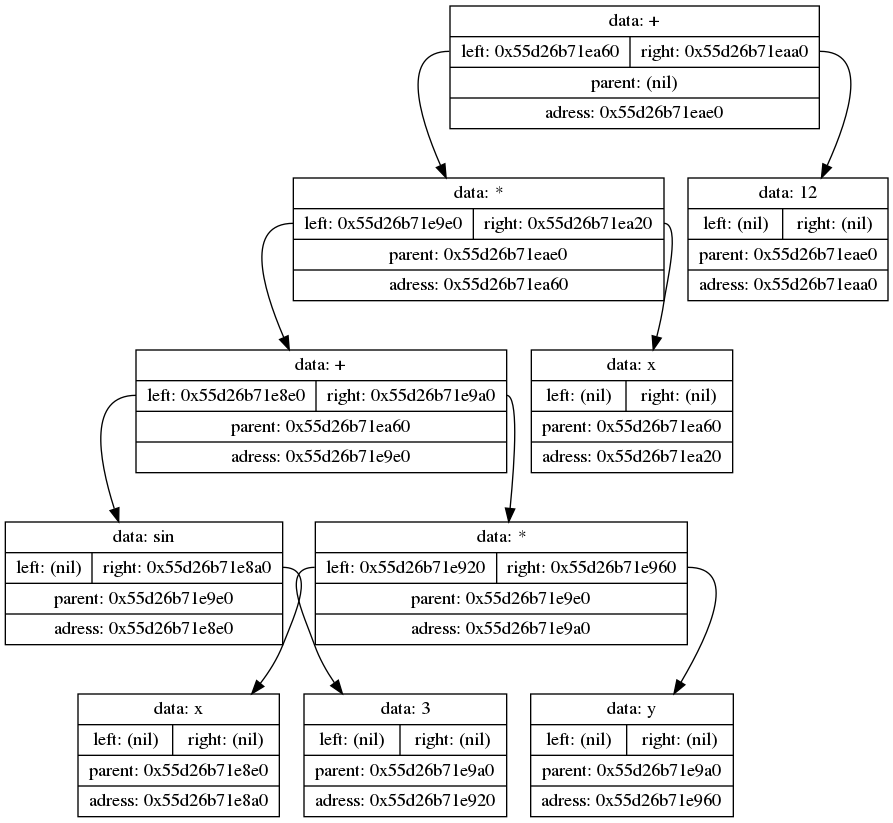 data: +
left: 0x55d26b71ea60 right: 0x55d26b71eaa0
parent: (nil)
adress: 0x55d26b71eae0
data: *
left: 0x55d26b71e9e0 right: 0x55d26b71ea20
parent: 0x55d26b71eae0
adress: 0x55d26b71ea60
data: 12
left: (nil) right: (nil)
parent: 0x55d26b71eae0
adress: 0x55d26b71eaa0
data: +
left: 0x55d26b71e8e0 right: 0x55d26b71e9a0
parent: 0x55d26b71ea60
adress: 0x55d26b71e9e0
data: x
left: (nil) right: (nil)
parent: 0x55d26b71ea60
adress: 0x55d26b71ea20
data: sin
left: (nil) right: 0x55d26b71e8a0
parent: 0x55d26b71e9e0
adress: 0x55d26b71e8e0
data: *
left: 0x55d26b71e920 right: 0x55d26b71e960
parent: 0x55d26b71e9e0
adress: 0x55d26b71e9a0
data: x
left: (nil) right: (nil)
parent: 0x55d26b71e8e0
adress: 0x55d26b71e8a0
data: 3
left: (nil) right: (nil)
parent: 0x55d26b71e9a0
adress: 0x55d26b71e920
data: y
left: (nil) right: (nil)
parent: 0x55d26b71e9a0
adress: 0x55d26b71e960